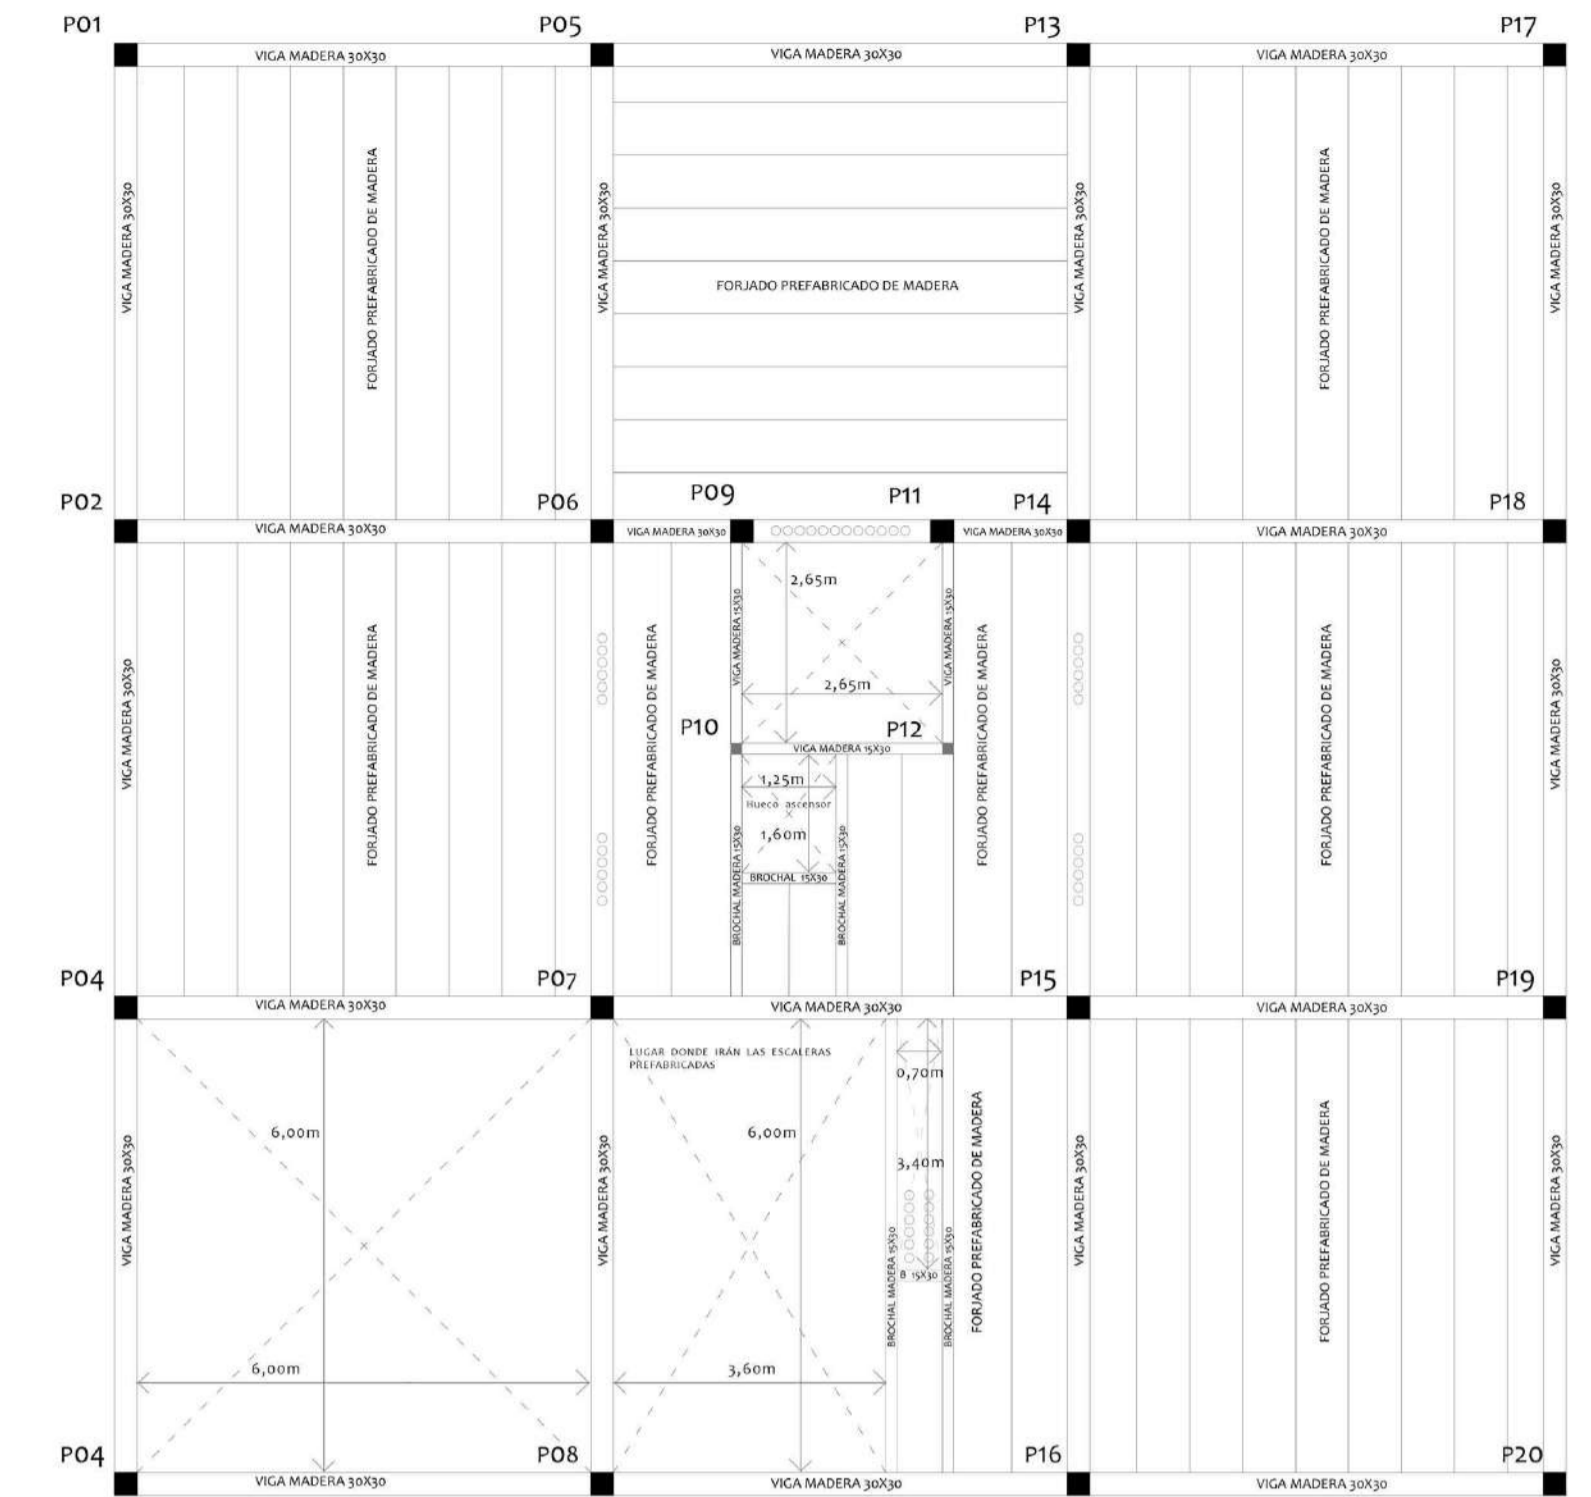 P01
P05
P13
P17
VIGA MADERA 30X30
VIGA MADERA 30X30
VIGA MADERA 30X30
VIGA MADERA 30X30
FORJADO PREFABRICADO DE MADERA
VIGA MADERA 30X30
FORJADO PREFABRICADO DE MADERA
VIGA MADERA 30X30
FORJADO PREFABRICADO DE MADERA
VIGA MADERA 30X30
P02
P06
P09
P11
P14
P18
VIGA MADERA 30X30
VIGA MADERA 30X30
VIGA MADERA 30X30
VIGA MADERA 30X30
VIGA MADERA 30X30
FORJADO PREFABRICADO DE MADERA
FORJADO PREFABRICADO DE MADERA
VIGA MADERA 15X30
2,65m
2,65m
VIGA MADERA 15X30
FORJADO PREFABRICADO DE MADERA
FORJADO PREFABRICADO DE MADERA
VIGA MADERA 30X30
P10
P12
VIGA MADERA 15X30
1,25m
Hueco ascensor
1,60m
BROCHAL MADERA 15X30
BROCHAL 15X30
BROCHAL MADERA 15X30
P04
P07
P15
P19
VIGA MADERA 30X30
VIGA MADERA 30X30
VIGA MADERA 30X30
LUGAR DONDE IRÁN LAS ESCALERAS
PREFABRICADAS
0,70m
VIGA MADERA 30X30
6,00m
VIGA MADERA 30X30
6,00m
3,40m
FORJADO PREFABRICADO DE MADERA
VIGA MADERA 30X30
FORJADO PREFABRICADO DE MADERA
VIGA MADERA 30X30
BROCHAL MADERA 15X30
B 15X30
BROCHAL MADERA 15X30
6,00m
3,60m
P04
P08
P16
P20
VIGA MADERA 30X30
VIGA MADERA 30X30
VIGA MADERA 30X30